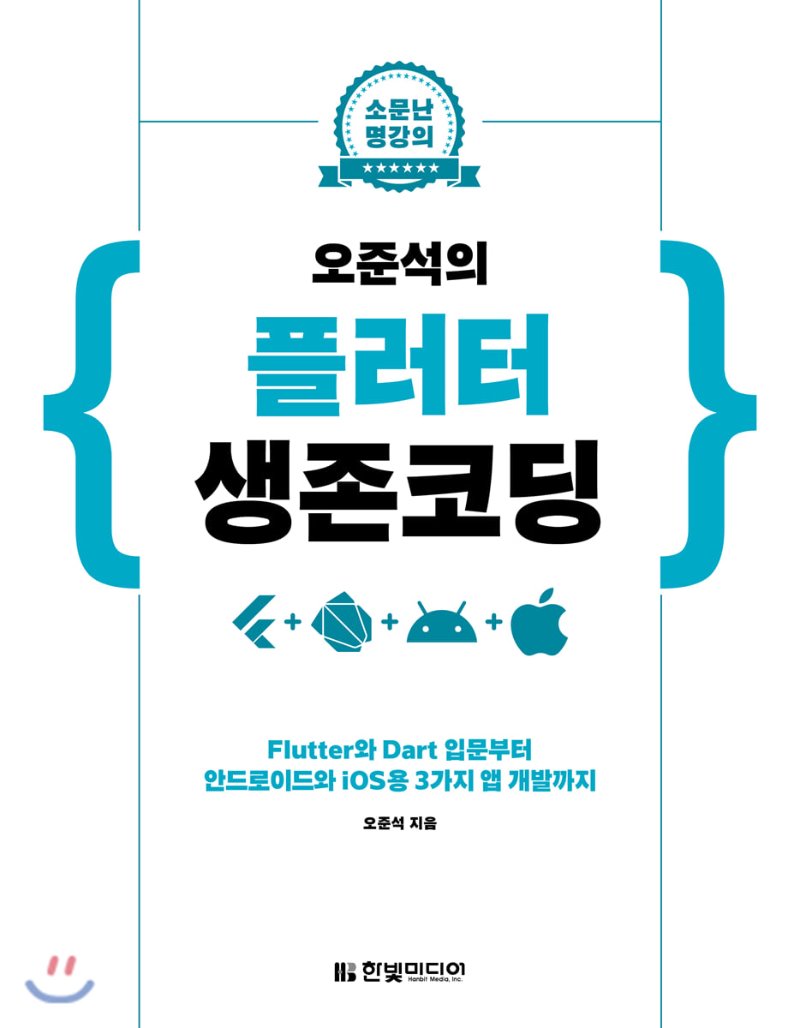 소문난
명강의
오준석의
플러터
생존코딩
Flutter와 Dart 입문부터
안드로이드와 iOS용 3가지 앱 개발까지
오준석 지음
HB 한빛미디어
Hanbit Media, Inc.